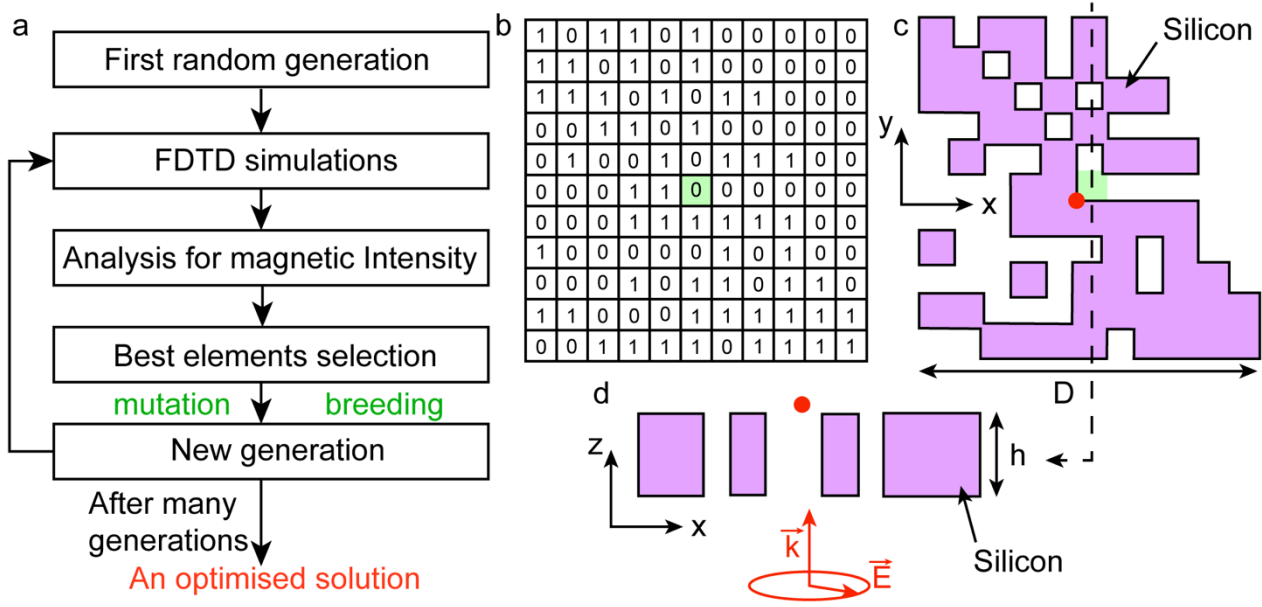 a
First random generation
FDTD simulations
Analysis for magnetic Intensity
Best elements selection
mutation breeding
New generation
After many
generations
An optimised solution
b
1 0 1 1 0 1 0 0 0 0 0
1 1 0 1 0 1 0 0 0 0 0
1 1 1 0 1 0 1 1 0 0 0
0 0 1 1 0 1 0 0 0 0 0
0 1 0 0 1 0 1 1 1 0 0
0 0 0 1 1 0 0 0 0 0 0
0 0 0 1 1 1 1 1 1 0 0
1 0 0 0 0 0 1 0 1 0 0
0 0 0 1 0 1 1 0 1 1 0
1 1 0 0 0 1 1 1 1 1 1
0 0 1 1 1 1 0 1 1 1 1
c
Silicon
y
x
D
d
z
x
h
k
E
Silicon